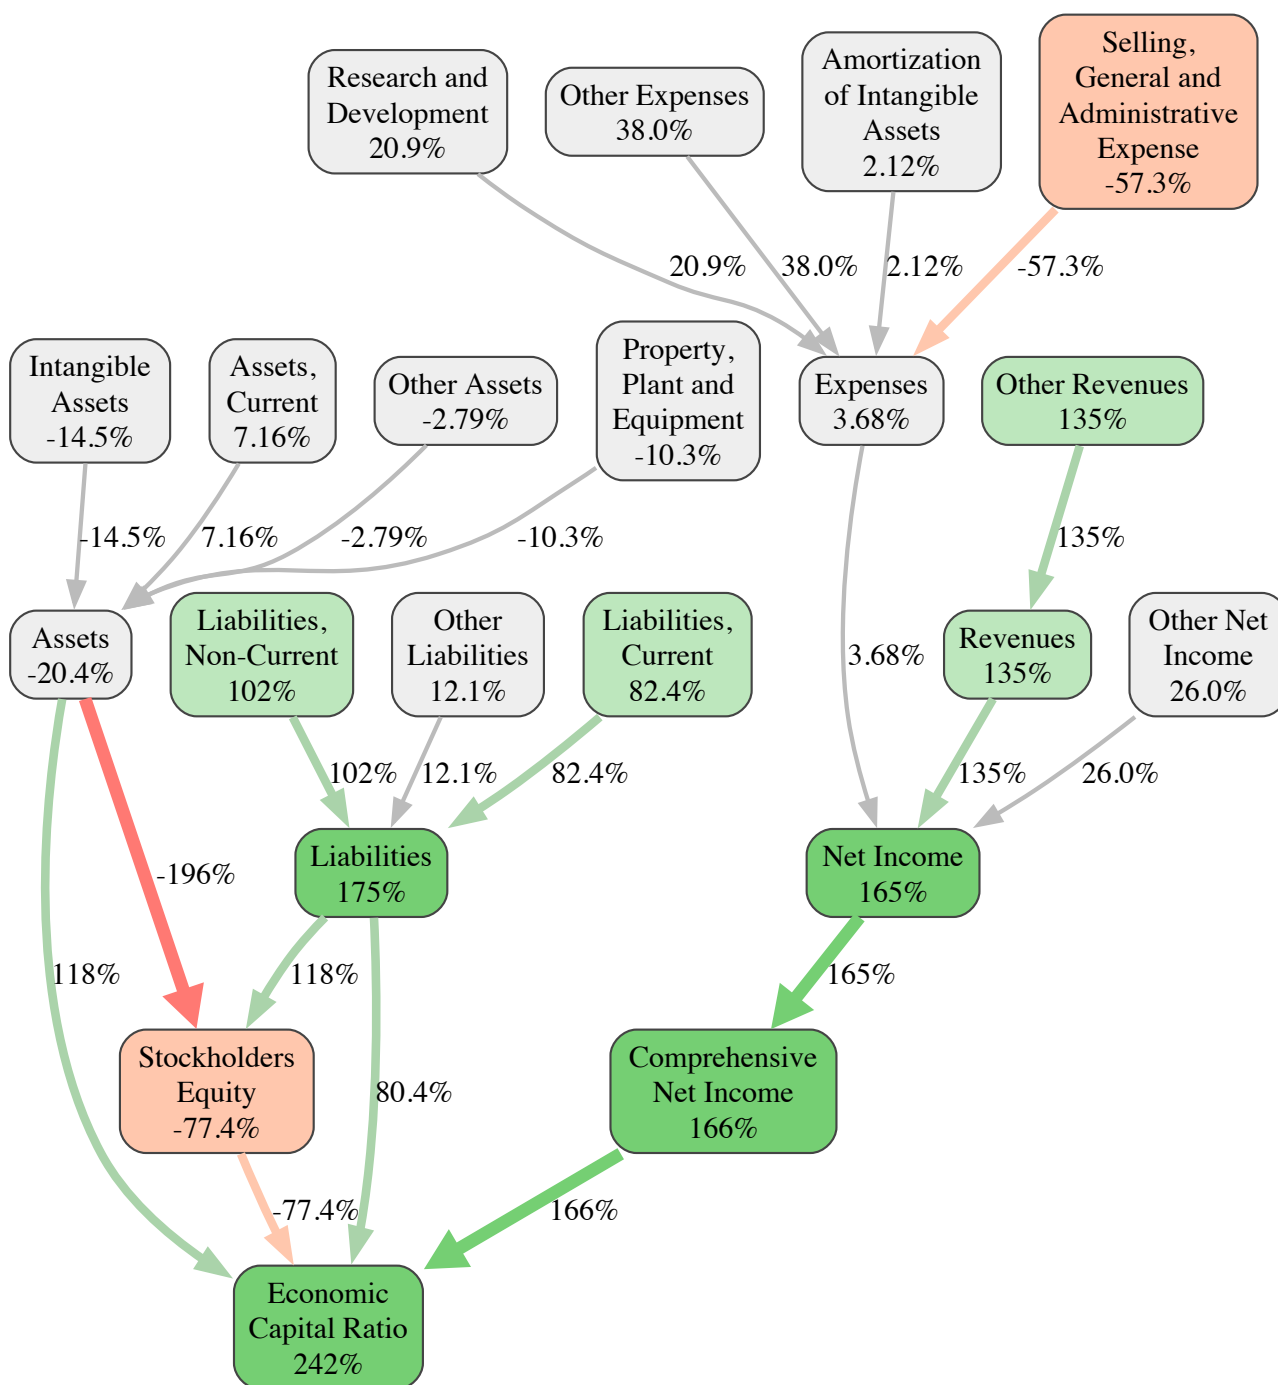 Research and
Development
20.9%
Other Expenses
38.0%
Amortization
of Intangible
Assets
2.12%
Selling,
General and
Administrative
Expense
-57.3%
20.9%
38.0%
2.12%
-57.3%
Intangible
Assets
-14.5%
Assets,
Current
7.16%
Other Assets
-2.79%
Property,
Plant and
Equipment
-10.3%
Expenses
3.68%
Other Revenues
135%
-14.5%
7.16%
-2.79%
-10.3%
135%
Assets
-20.4%
Liabilities,
Non-Current
102%
Other
Liabilities
12.1%
Liabilities,
Current
82.4%
3.68%
Revenues
135%
Other Net
Income
26.0%
102%
12.1%
82.4%
135%
26.0%
-196%
Liabilities
175%
Net Income
165%
118%
118%
165%
Stockholders
Equity
-77.4%
80.4%
Comprehensive
Net Income
166%
-77.4%
166%
Economic
Capital Ratio
242%